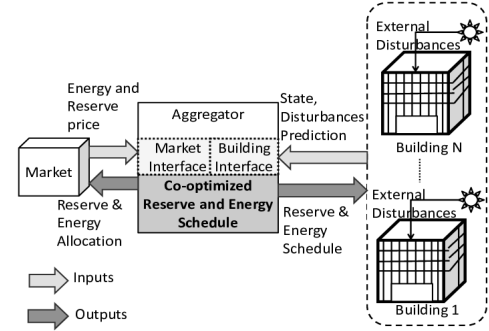 External
Disturbances
Energy and
Reserve
price
Aggregator
State,
Disturbances
Prediction
Market
Interface
Building
Interface
Building N
Market
Co-optimized
Reserve and Energy
Schedule
Reserve &
Energy
Allocation
Reserve &
Energy
Schedule
External
Disturbances
Inputs
Outputs
Building 1